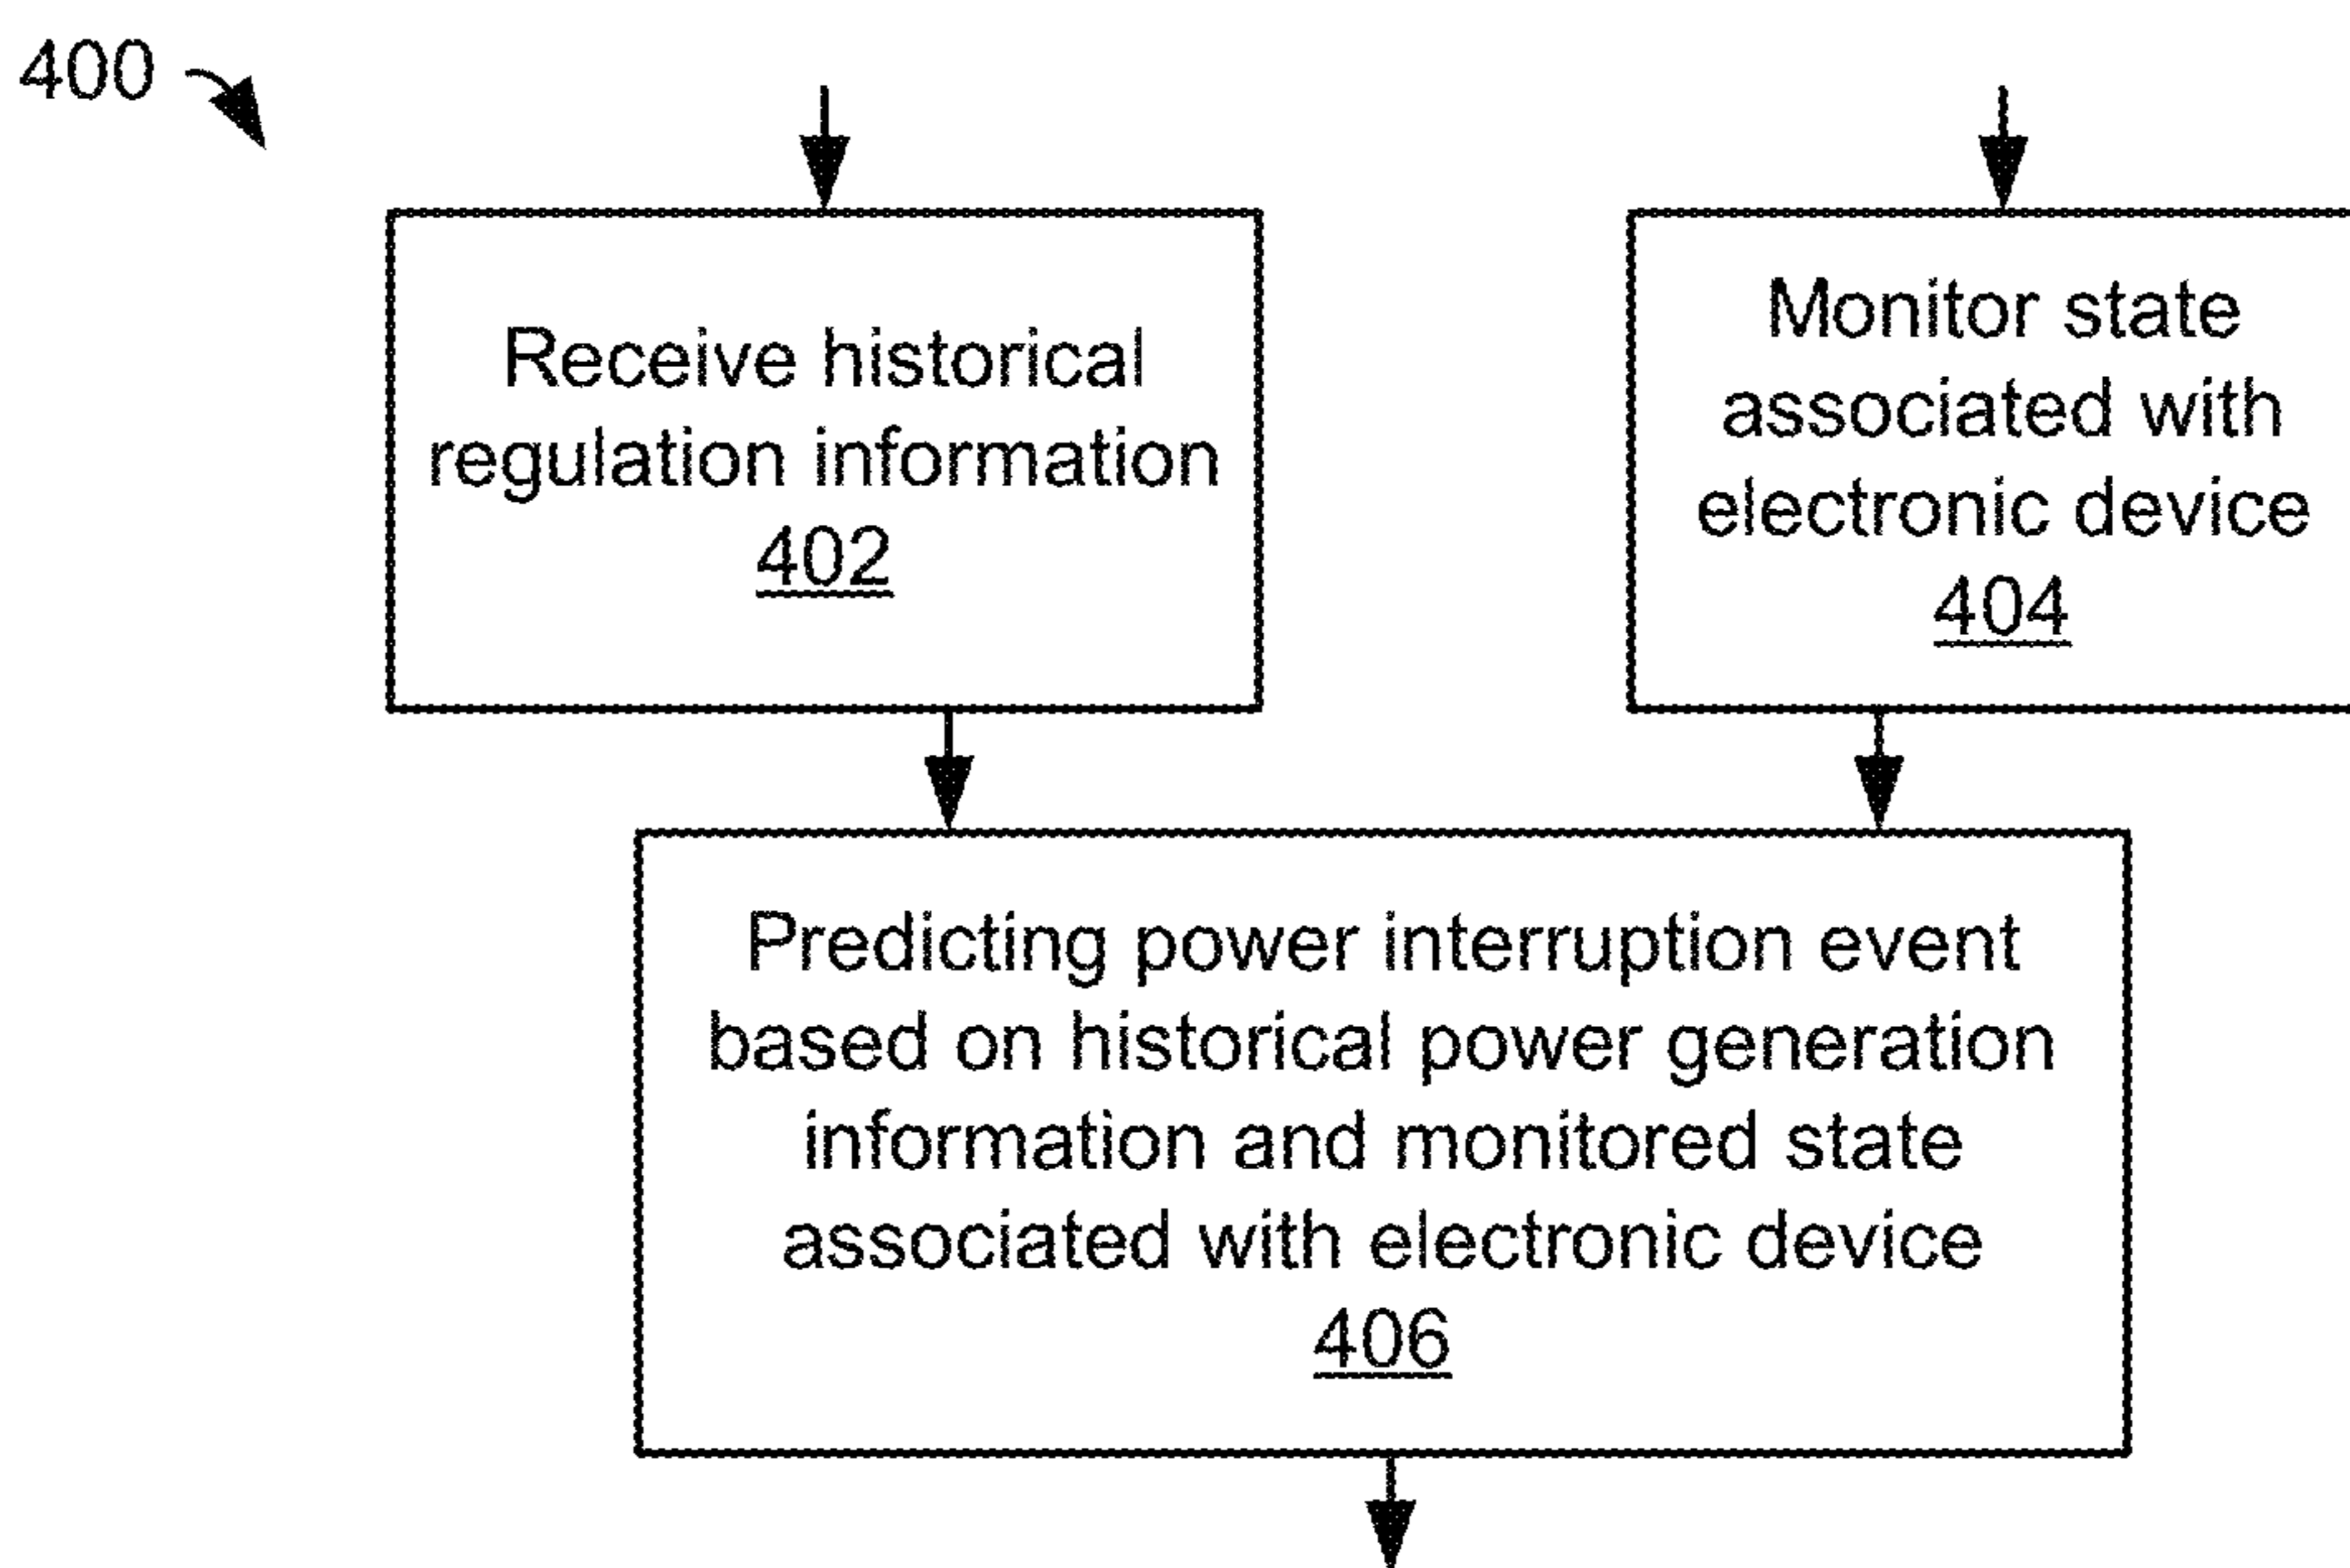 400
Receive historical
regulation information
402
Monitor state
associated with
electronic device
404
Predicting power interruption event
based on historical power generation
information and monitored state
associated with electronic device
406